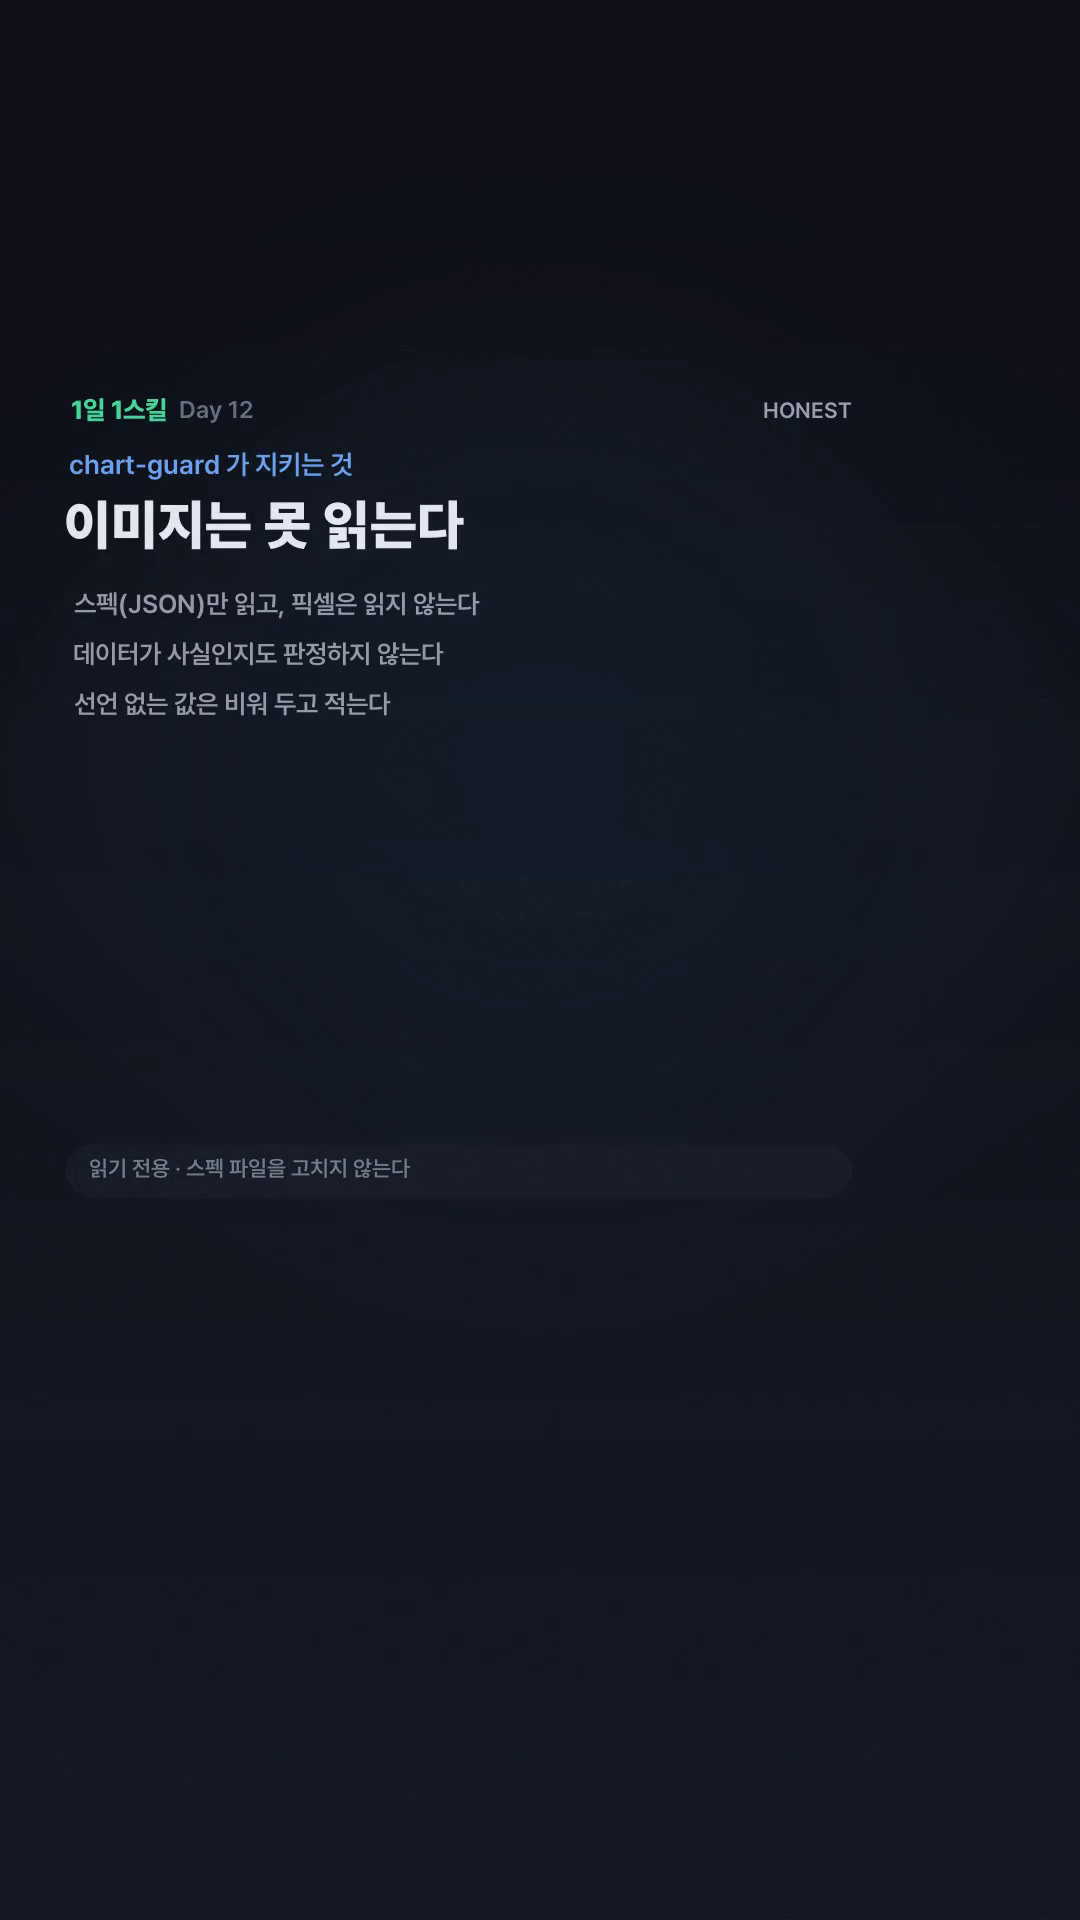 1일 1스킬 Day 12 HONEST
chart-guard 가 지키는 것
이미지는 못 읽는다
스펙(JSON)만 읽고, 픽셀은 읽지 않는다
데이터가 사실인지도 판정하지 않는다
선언 없는 값은 비워 두고 적는다
읽기 전용 · 스펙 파일을 고치지 않는다